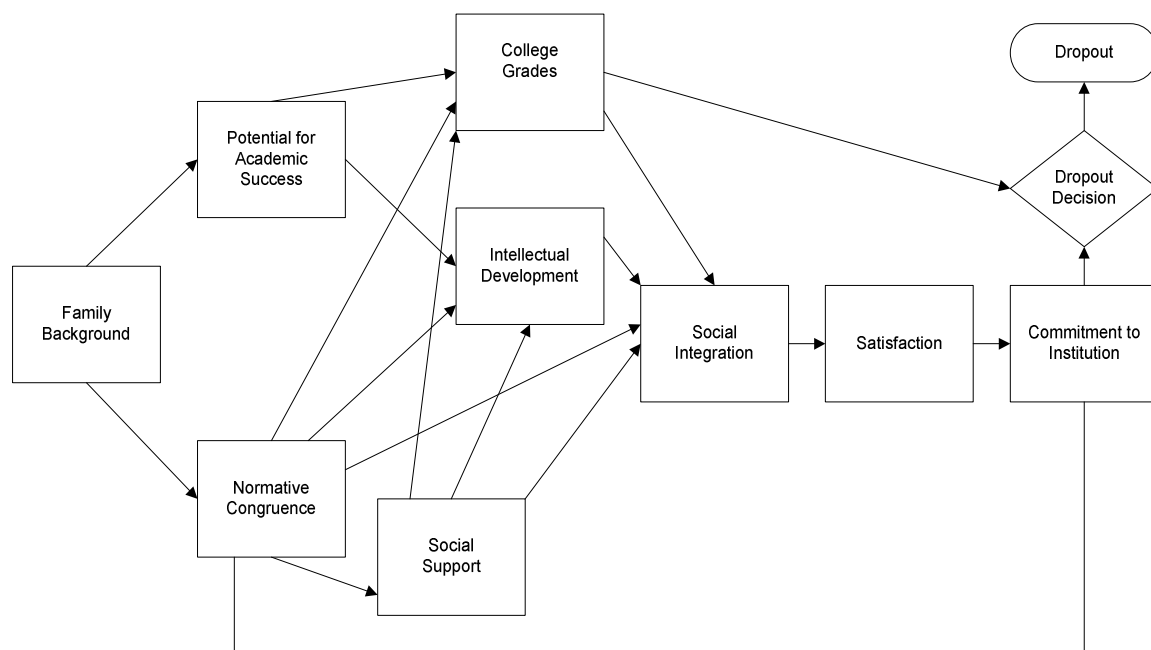 College
Grades
Dropout
Potential for
Academic
Success
Dropout
Decision
Intellectual
Development
Family
Background
Social
Integration
Satisfaction
Commitment to
Institution
Normative
Congruence
Social
Support